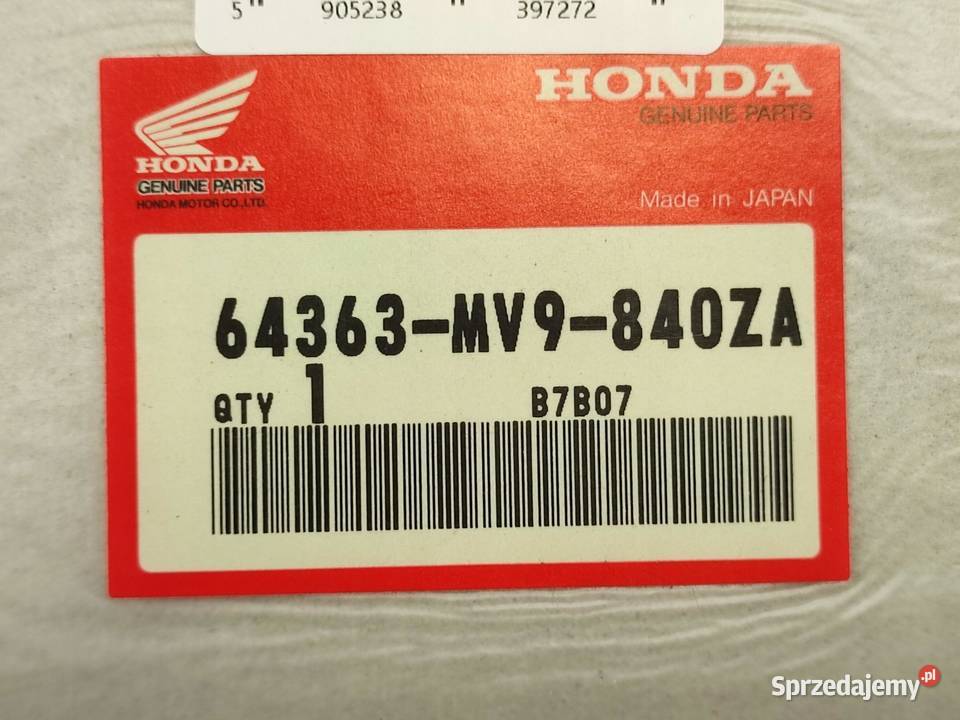 5 " 905238 " 397272 "
HONDA
GENUINE PARTS
HONDA MOTOR CO.,LTD.
HONDA
GENUINE PARTS
Made in JAPAN
64363-MV9-840ZA
QTY 1 B7B07
Sprzedajemy.pl